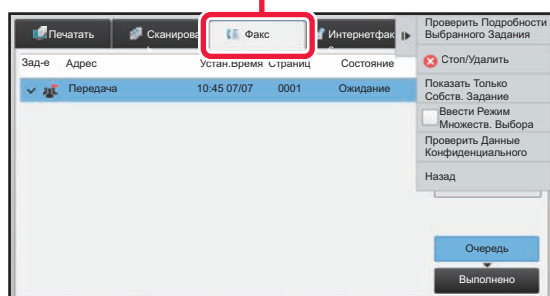 Печатать
Сканирова
ь
Факс
Интернетфак
с
Зад-е Адрес Устан.Время Страниц Состояние
Передача 10:45 07/07 0001 Ожидание
Проверить Подробности
Выбранного Задания
Стоп/Удалить
Показать Только
Собств. Задание
Ввести Режим
Множеств. Выбора
Проверить Данные
Конфиденциального
Назад
Очередь
Выполнено